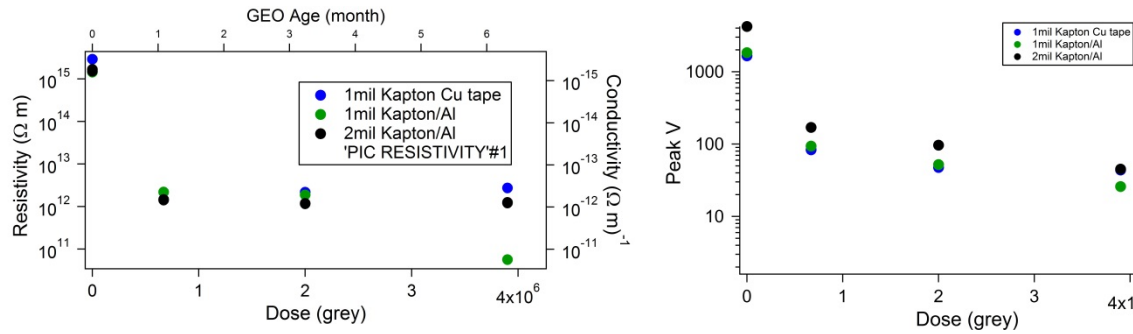 GEO Age (month)
0 1 2 3 4 5 6
Resistivity (Ω m)
10^15
10^14
10^13
10^12
10^11
1mil Kapton Cu tape
1mil Kapton/Al
2mil Kapton/Al
'PIC RESISTIVITY'#1
10^-15
10^-14
10^-13
10^-12
10^-11
Conductivity (Ω m)^-1
0 1 2 3 4x10^6
Dose (grey)
1mil Kapton Cu tape
1mil Kapton/Al
2mil Kapton/Al
Peak V
1000
100
10
0 1 2 3 4x1
Dose (grey)